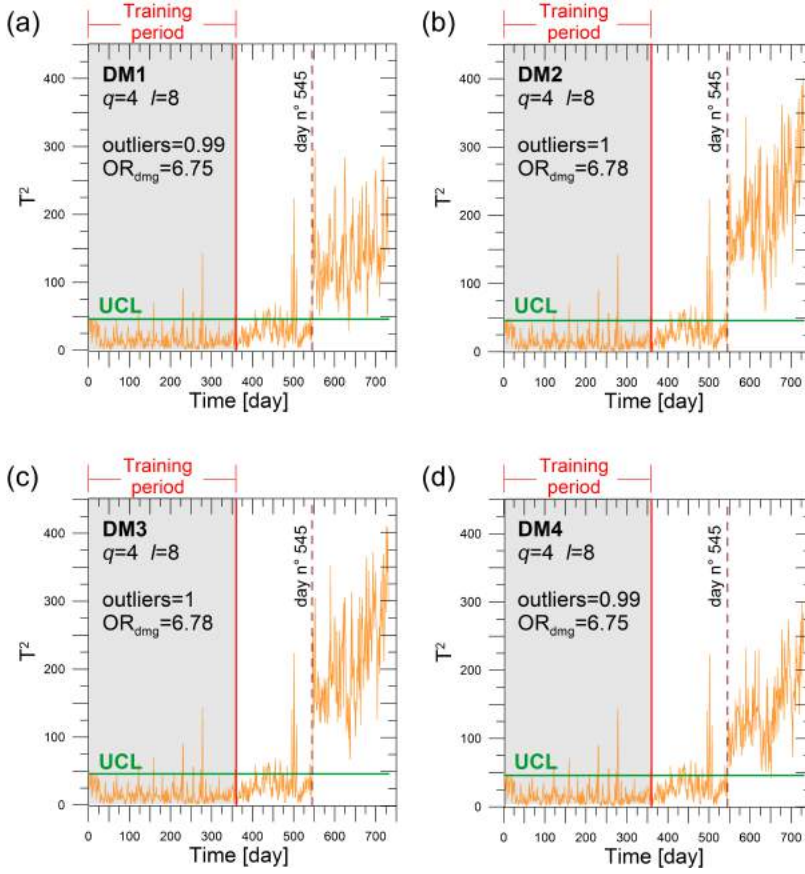 (a)
Training
period
DM1
q=4 l=8
outliers=0.99
OR_dmg=6.75
day n° 545
UCL
T²
400
300
200
100
0
0 100 200 300 400 500 600 700
Time [day]
(b)
Training
period
DM2
q=4 l=8
outliers=1
OR_dmg=6.78
day n° 545
UCL
T²
400
300
200
100
0
0 100 200 300 400 500 600 700
Time [day]
(c)
Training
period
DM3
q=4 l=8
outliers=1
OR_dmg=6.78
day n° 545
UCL
T²
400
300
200
100
0
0 100 200 300 400 500 600 700
Time [day]
(d)
Training
period
DM4
q=4 l=8
outliers=0.99
OR_dmg=6.75
day n° 545
UCL
T²
400
300
200
100
0
0 100 200 300 400 500 600 700
Time [day]